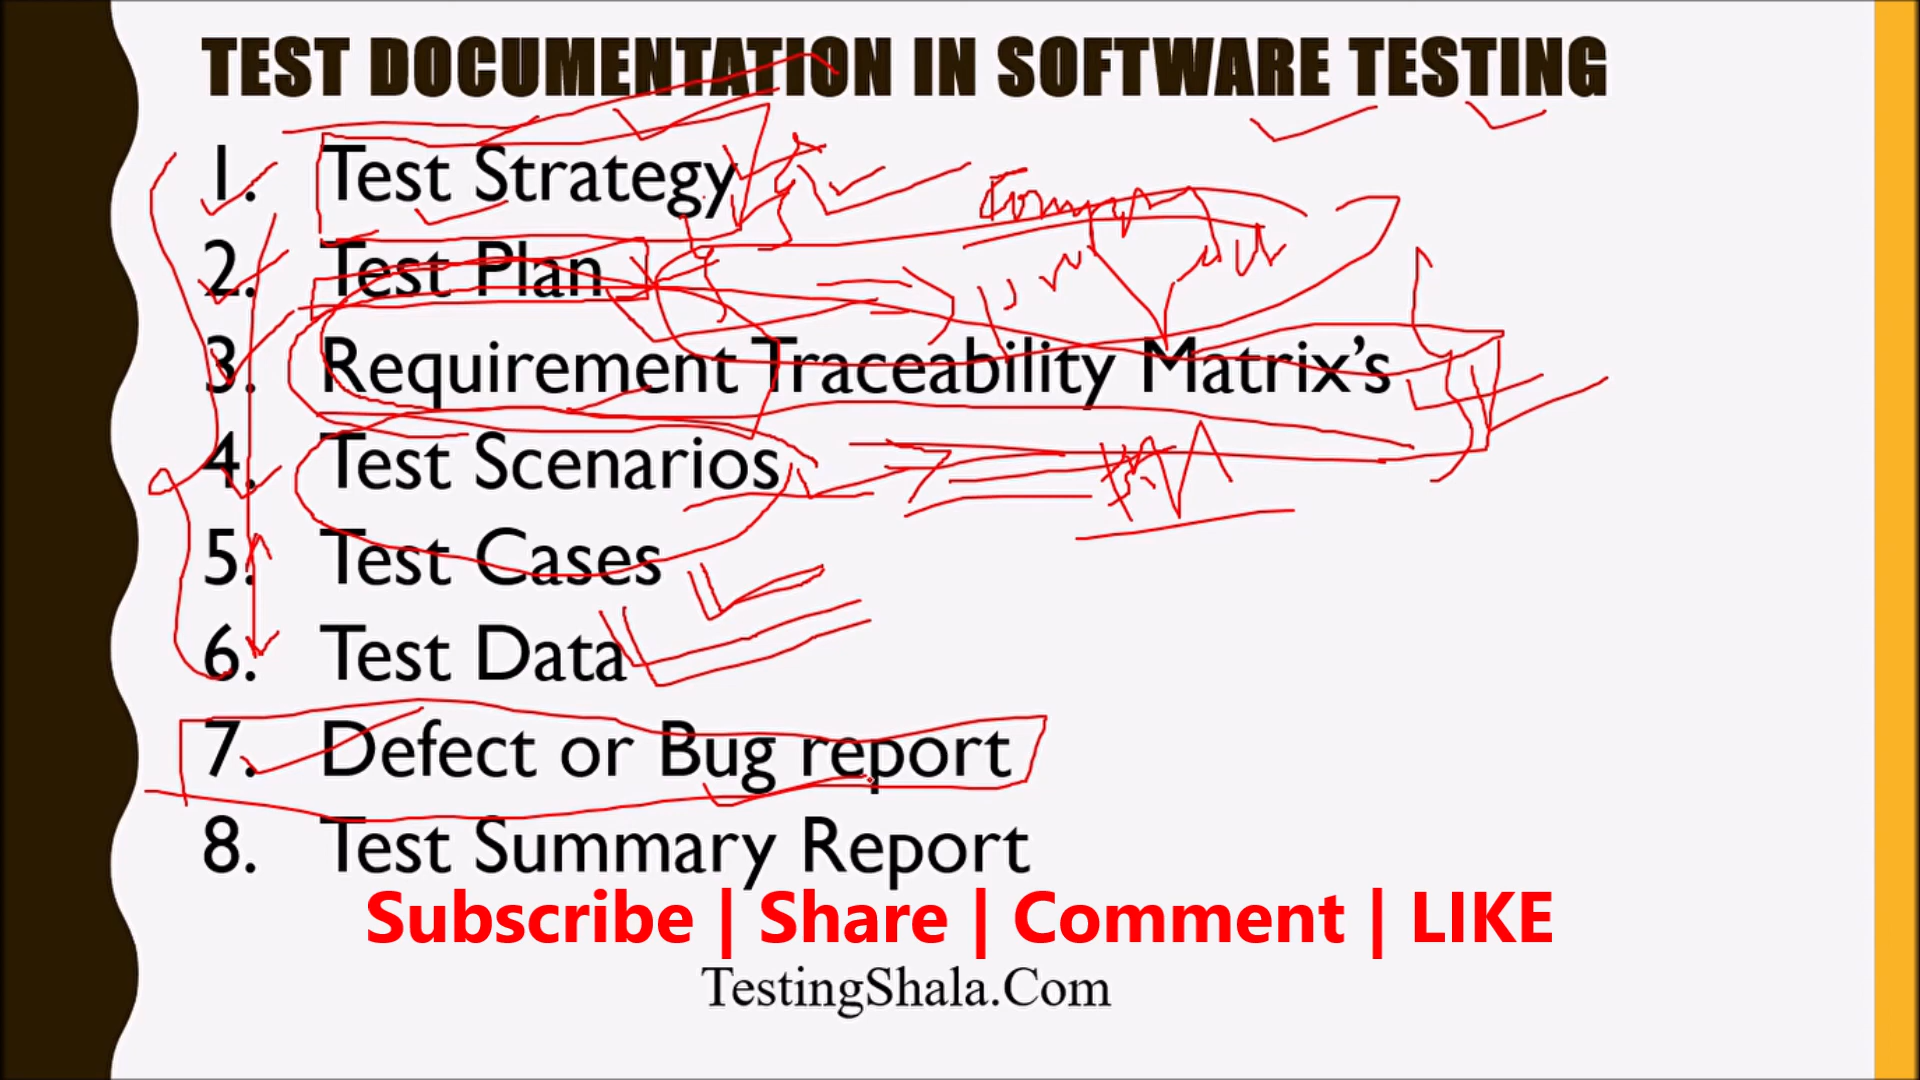 TEST DOCUMENTATION IN SOFTWARE TESTING
1. Test Strategy
2. Test Plan
3. Requirement Traceability Matrix's
4. Test Scenarios
5. Test Cases
6. Test Data
7. Defect or Bug report
8. Test Summary Report
Subscribe | Share | Comment | LIKE
TestingShala.Com